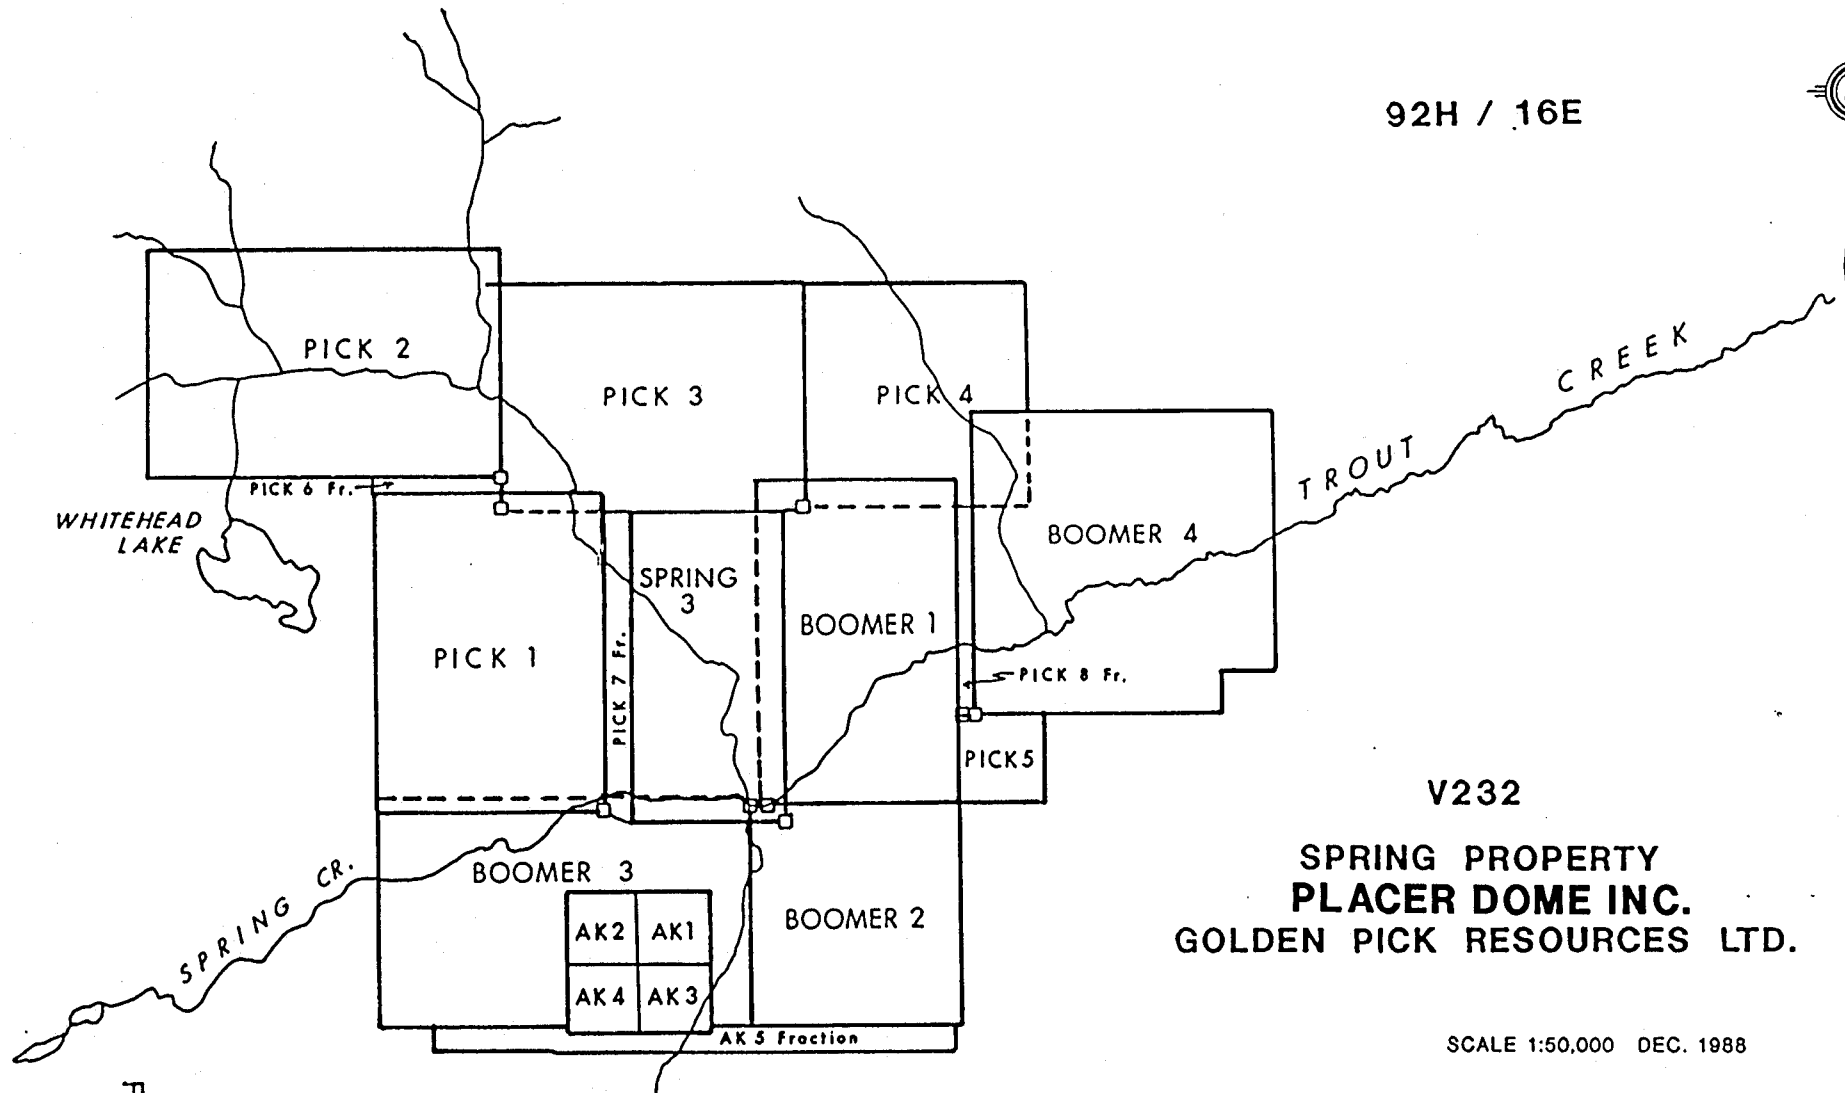 92H / 16E
PICK 2
PICK 3
PICK 4
CREEK
TROUT
PICK 6 Fr.
WHITEHEAD
LAKE
BOOMER 4
SPRING
3
BOOMER 1
PICK 1
PICK 7 Fr.
PICK 8 Fr.
PICK5
V232
SPRING PROPERTY
PLACER DOME INC.
GOLDEN PICK RESOURCES LTD.
BOOMER 3
SPRING CR.
BOOMER 2
AK2 AK1
AK4 AK3
AK 5 Fraction
SCALE 1:50,000 DEC. 1988